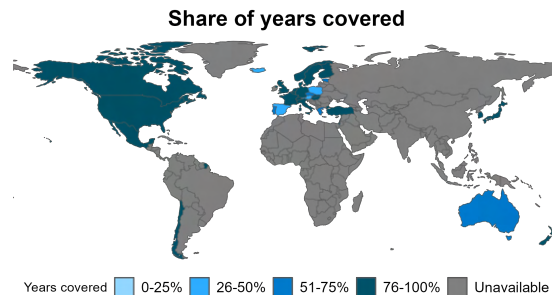 Share of years covered
Years covered 0-25% 26-50% 51-75% 76-100% Unavailable